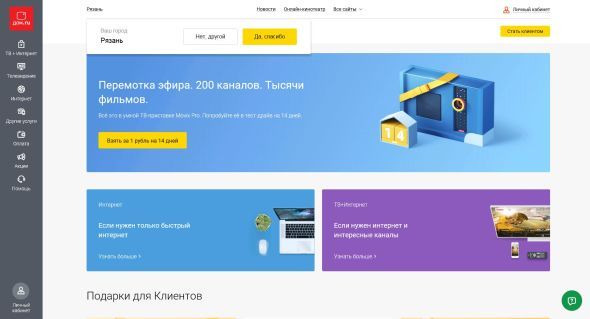 Рязань
Новости
Онлайн-кинотеатр
Все сайты
Личный кабинет
дом.ru
Ваш город
Рязань
Нет, другой
Да, спасибо
Стать клиентом
ТВ + Интернет
Телевидение
Интернет
Другие услуги
Оплата
Акции
Помощь
Личный
кабинет
Перемотка эфира. 200 каналов. Тысячи
фильмов.
Всё это в умной ТВ-приставке Movix Pro. Попробуйте её в тест-драйв на 14 дней.
Взять за 1 рубль на 14 дней
14
Интернет
Если нужен только быстрый
интернет
Узнать больше >
ТВ+Интернет
Если нужен интернет и
интересные каналы
Узнать больше >
Подарки для Клиентов